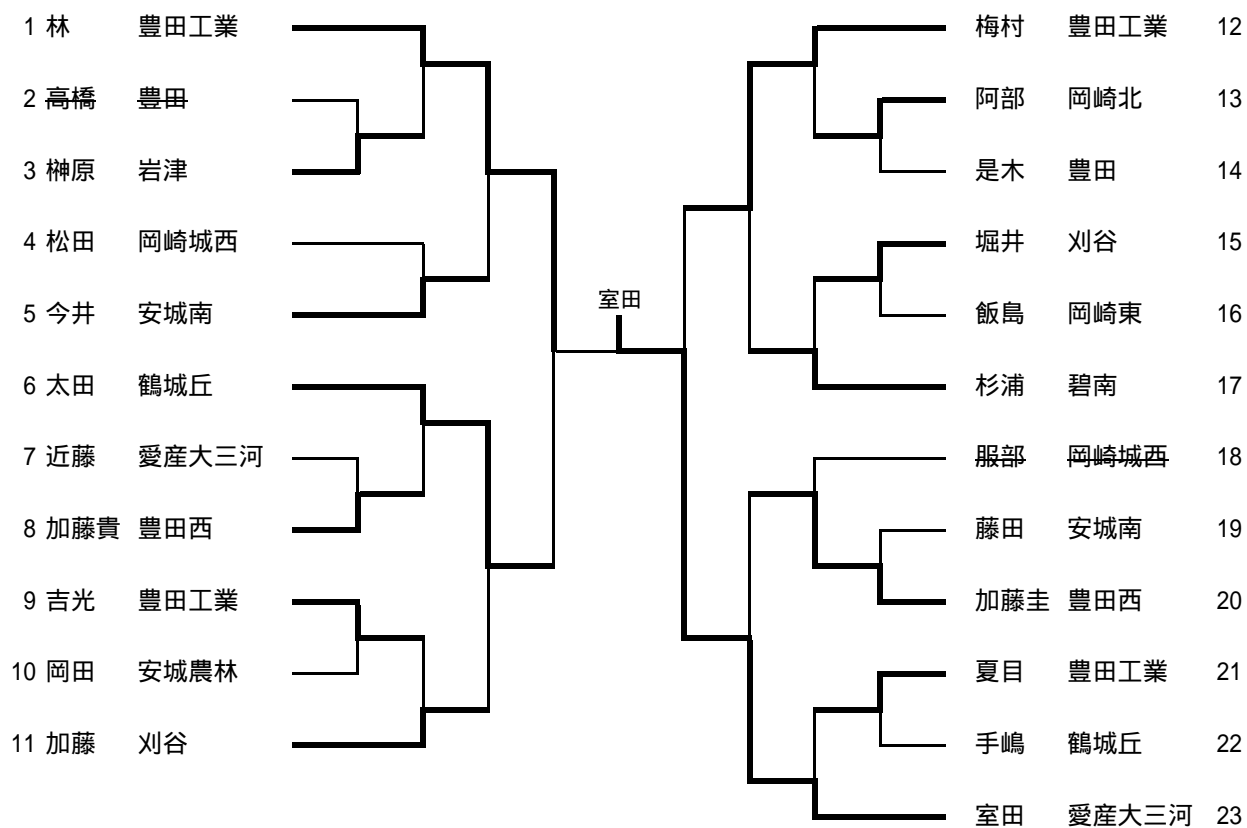 1 林 豊田工業
2 高橋 豊田
3 榊原 岩津
4 松田 岡崎城西
5 今井 安城南
6 太田 鶴城丘
7 近藤 愛産大三河
8 加藤貴 豊田西
9 吉光 豊田工業
10 岡田 安城農林
11 加藤 刈谷
室田
梅村 豊田工業 12
阿部 岡崎北 13
是木 豊田 14
堀井 刈谷 15
飯島 岡崎東 16
杉浦 碧南 17
服部 岡崎城西 18
藤田 安城南 19
加藤圭 豊田西 20
夏目 豊田工業 21
手嶋 鶴城丘 22
室田 愛産大三河 23